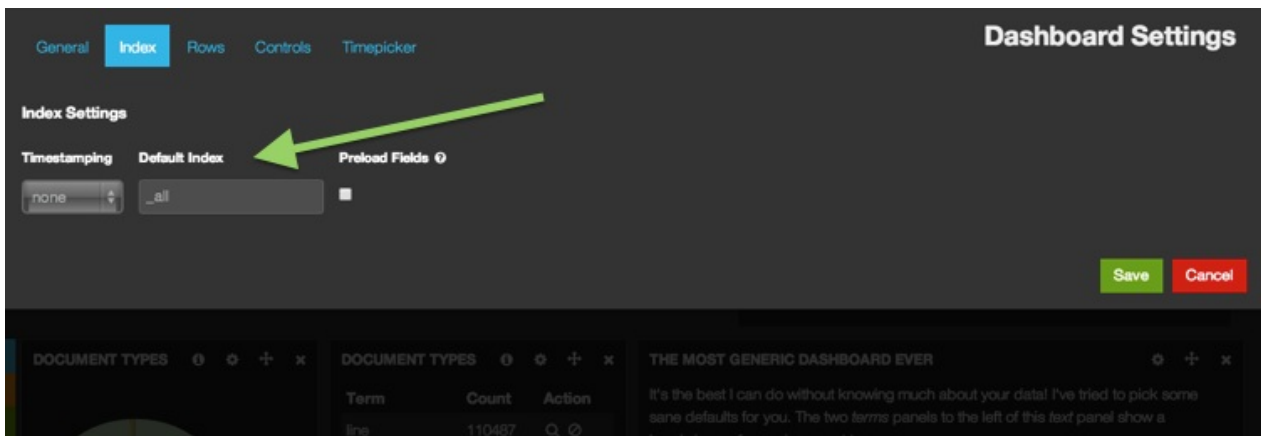 General Index Rows Controls Timepicker
Dashboard Settings
Index Settings
Timestamping Default Index Preload Fields
none _all
Save Cancel
DOCUMENT TYPES
DOCUMENT TYPES
THE MOST GENERIC DASHBOARD EVER
Term Count Action
line 110487
It's the best I can do without knowing much about your data! I've tried to pick some
sane defaults for you. The two terms panels to the left of this text panel show a